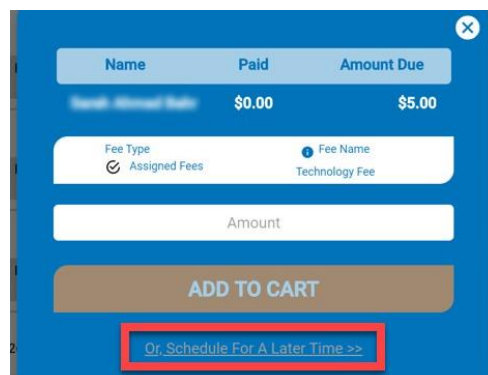 Name Paid Amount Due
$0.00 $5.00
Fee Type Fee Name
Assigned Fees Technology Fee
Amount
ADD TO CART
Or, Schedule For A Later Time >>